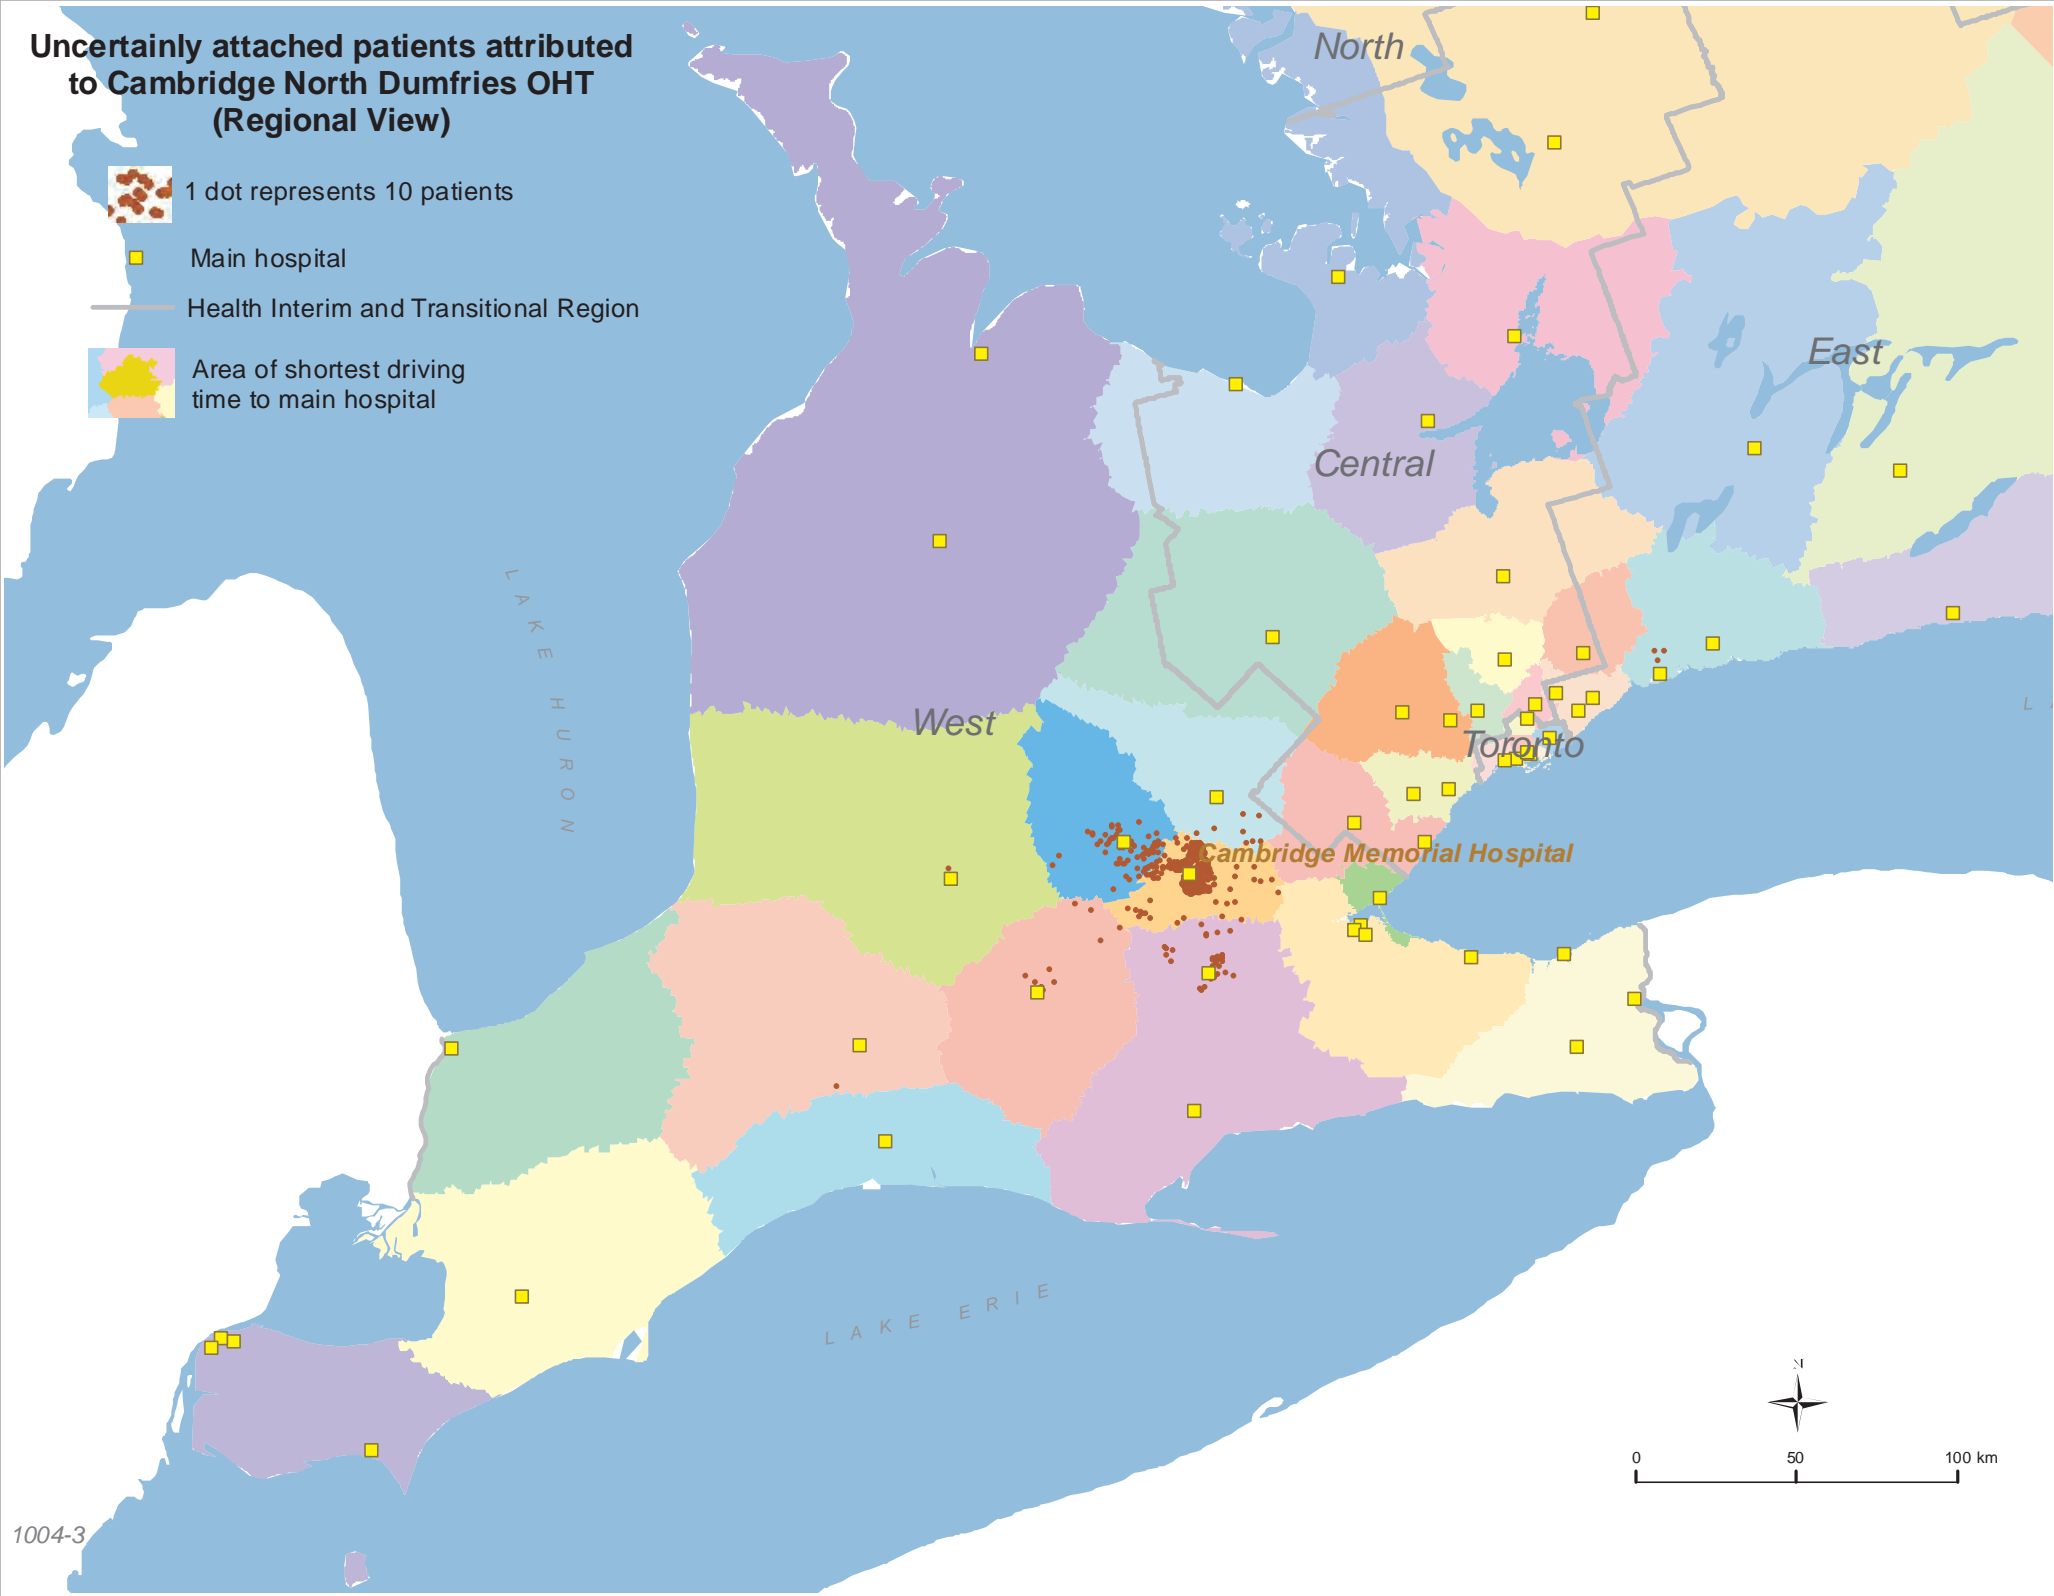 Uncertainly attached patients attributed
to Cambridge North Dumfries OHT
(Regional View)
1 dot represents 10 patients
Main hospital
Health Interim and Transitional Region
Area of shortest driving
time to main hospital
North
East
Central
LAKE HURON
West
L A
Toronto
Cambridge Memorial Hospital
LAKE ERIE
N
0 50 100 km
1004-3